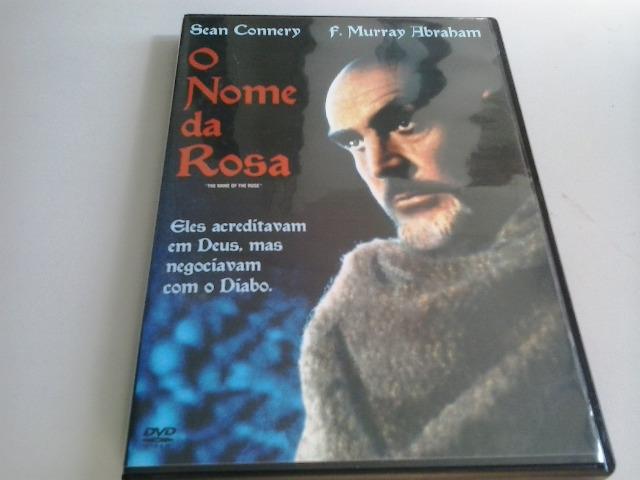 Sean Connery F. Murray Abraham
O
Nome
da
Rosa
"THE NAME OF THE ROSE"
Eles acreditavam
em Deus, mas
negociavam
com o Diabo.
DVD